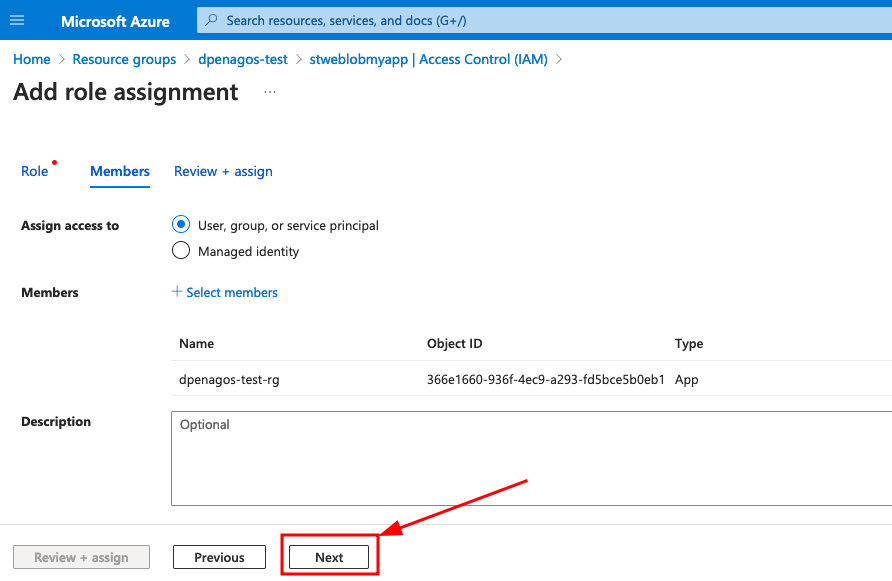 Microsoft Azure
Search resources, services, and docs (G+/)
Home > Resource groups > dpenagos-test > stweblobmyapp | Access Control (IAM) >
Add role assignment ...
Role Members Review + assign
Assign access to
User, group, or service principal
Managed identity
Members
+ Select members
Name Object ID Type
dpenagos-test-rg 366e1660-936f-4ec9-a293-fd5bce5b0eb1 App
Description
Optional
Review + assign Previous Next